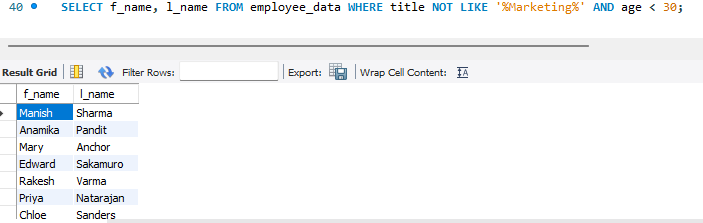 40 SELECT f_name, l_name FROM employee_data WHERE title NOT LIKE '%Marketing%' AND age < 30;
Result Grid Filter Rows: Export: Wrap Cell Content: IA
f_name l_name
Manish Sharma
Anamika Pandit
Mary Anchor
Edward Sakamuro
Rakesh Varma
Priya Natarajan
Chloe Sanders